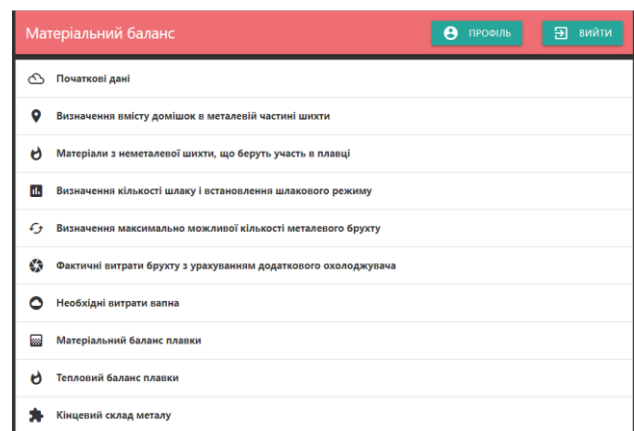 Матеріальний баланс
ПРОФІЛЬ
ВИЙТИ
Початкові дані
Визначення вмісту домішок в металевій частині шихти
Матеріали з неметалевої шихти, що беруть участь в плавці
Визначення кількості шлаку і встановлення шлакового режиму
Визначення максимально можливої кількості металевого брухту
Фактичні витрати брухту з урахуванням додаткового охолоджувача
Необхідні витрати вапна
Матеріальний баланс плавки
Тепловий баланс плавки
Кінцевий склад металу